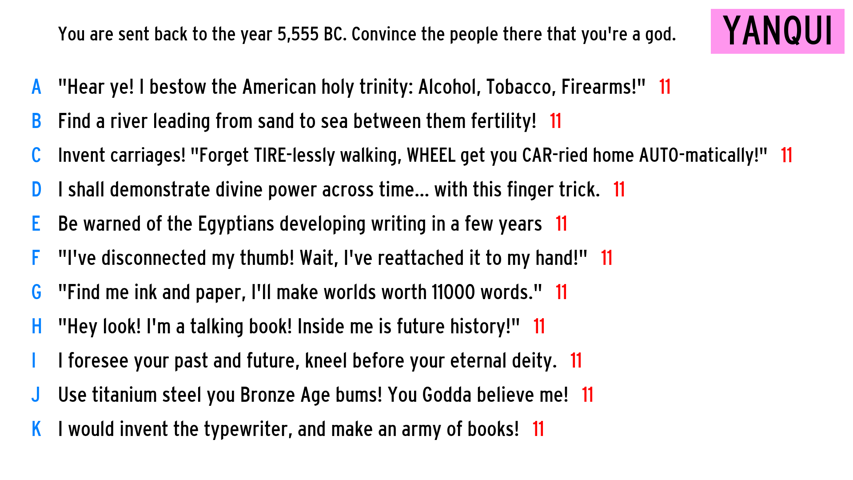 You are sent back to the year 5,555 BC. Convince the people there that you're a god. YANQUI
A "Hear ye! I bestow the American holy trinity: Alcohol, Tobacco, Firearms!" 11
B Find a river leading from sand to sea between them fertility! 11
C Invent carriages! "Forget TIRE-lessly walking, WHEEL get you CAR-ried home AUTO-matically!" 11
D I shall demonstrate divine power across time... with this finger trick. 11
E Be warned of the Egyptians developing writing in a few years 11
F "I've disconnected my thumb! Wait, I've reattached it to my hand!" 11
G "Find me ink and paper, I'll make worlds worth 11000 words." 11
H "Hey look! I'm a talking book! Inside me is future history!" 11
I I foresee your past and future, kneel before your eternal deity. 11
J Use titanium steel you Bronze Age bums! You Godda believe me! 11
K I would invent the typewriter, and make an army of books! 11